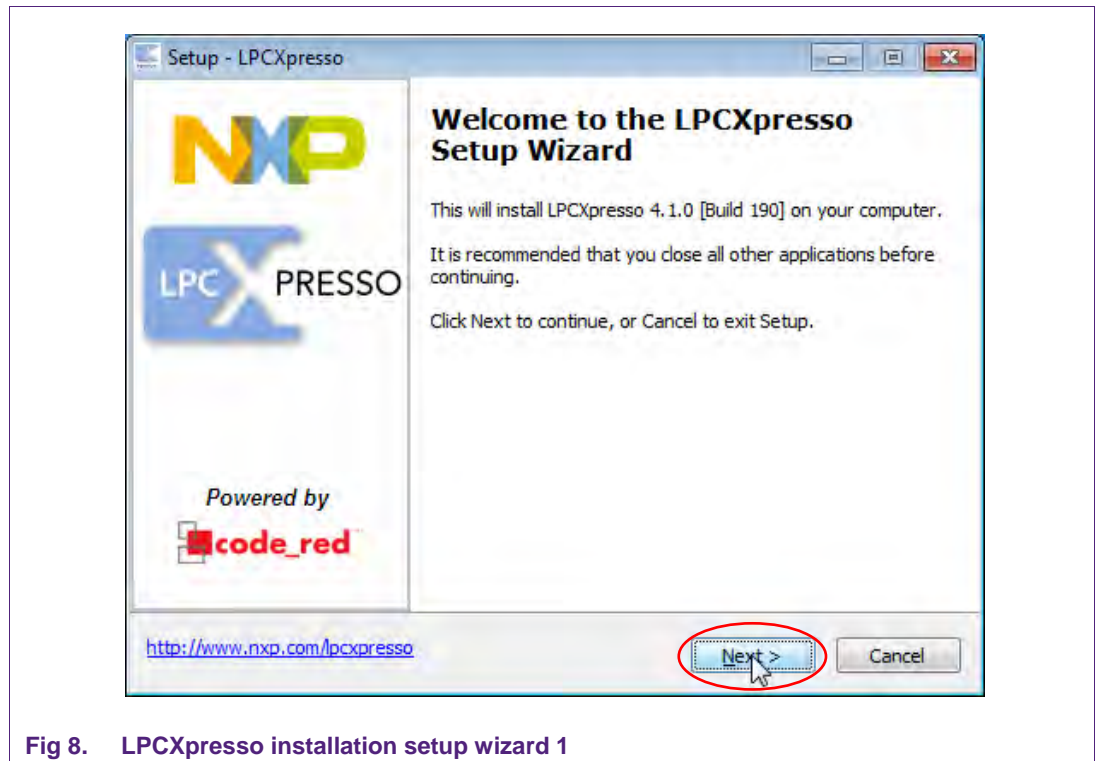 Setup - LPCXpresso
NXP
LPC XPRESSO
Powered by
code_red
Welcome to the LPCXpresso
Setup Wizard
This will install LPCXpresso 4.1.0 [Build 190] on your computer.
It is recommended that you close all other applications before
continuing.
Click Next to continue, or Cancel to exit Setup.
http://www.nxp.com/lpcxpresso
Next >
Cancel
Fig 8. LPCXpresso installation setup wizard 1